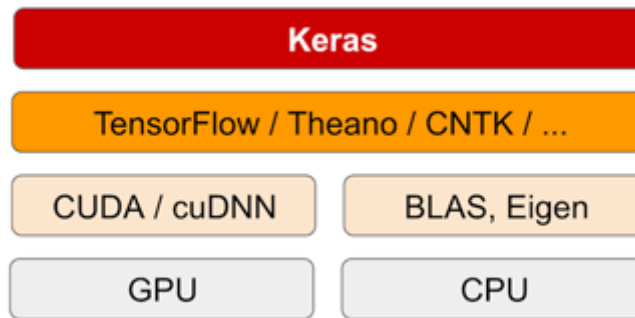 Keras
TensorFlow / Theano / CNTK / ...
CUDA / cuDNN
BLAS, Eigen
GPU
CPU